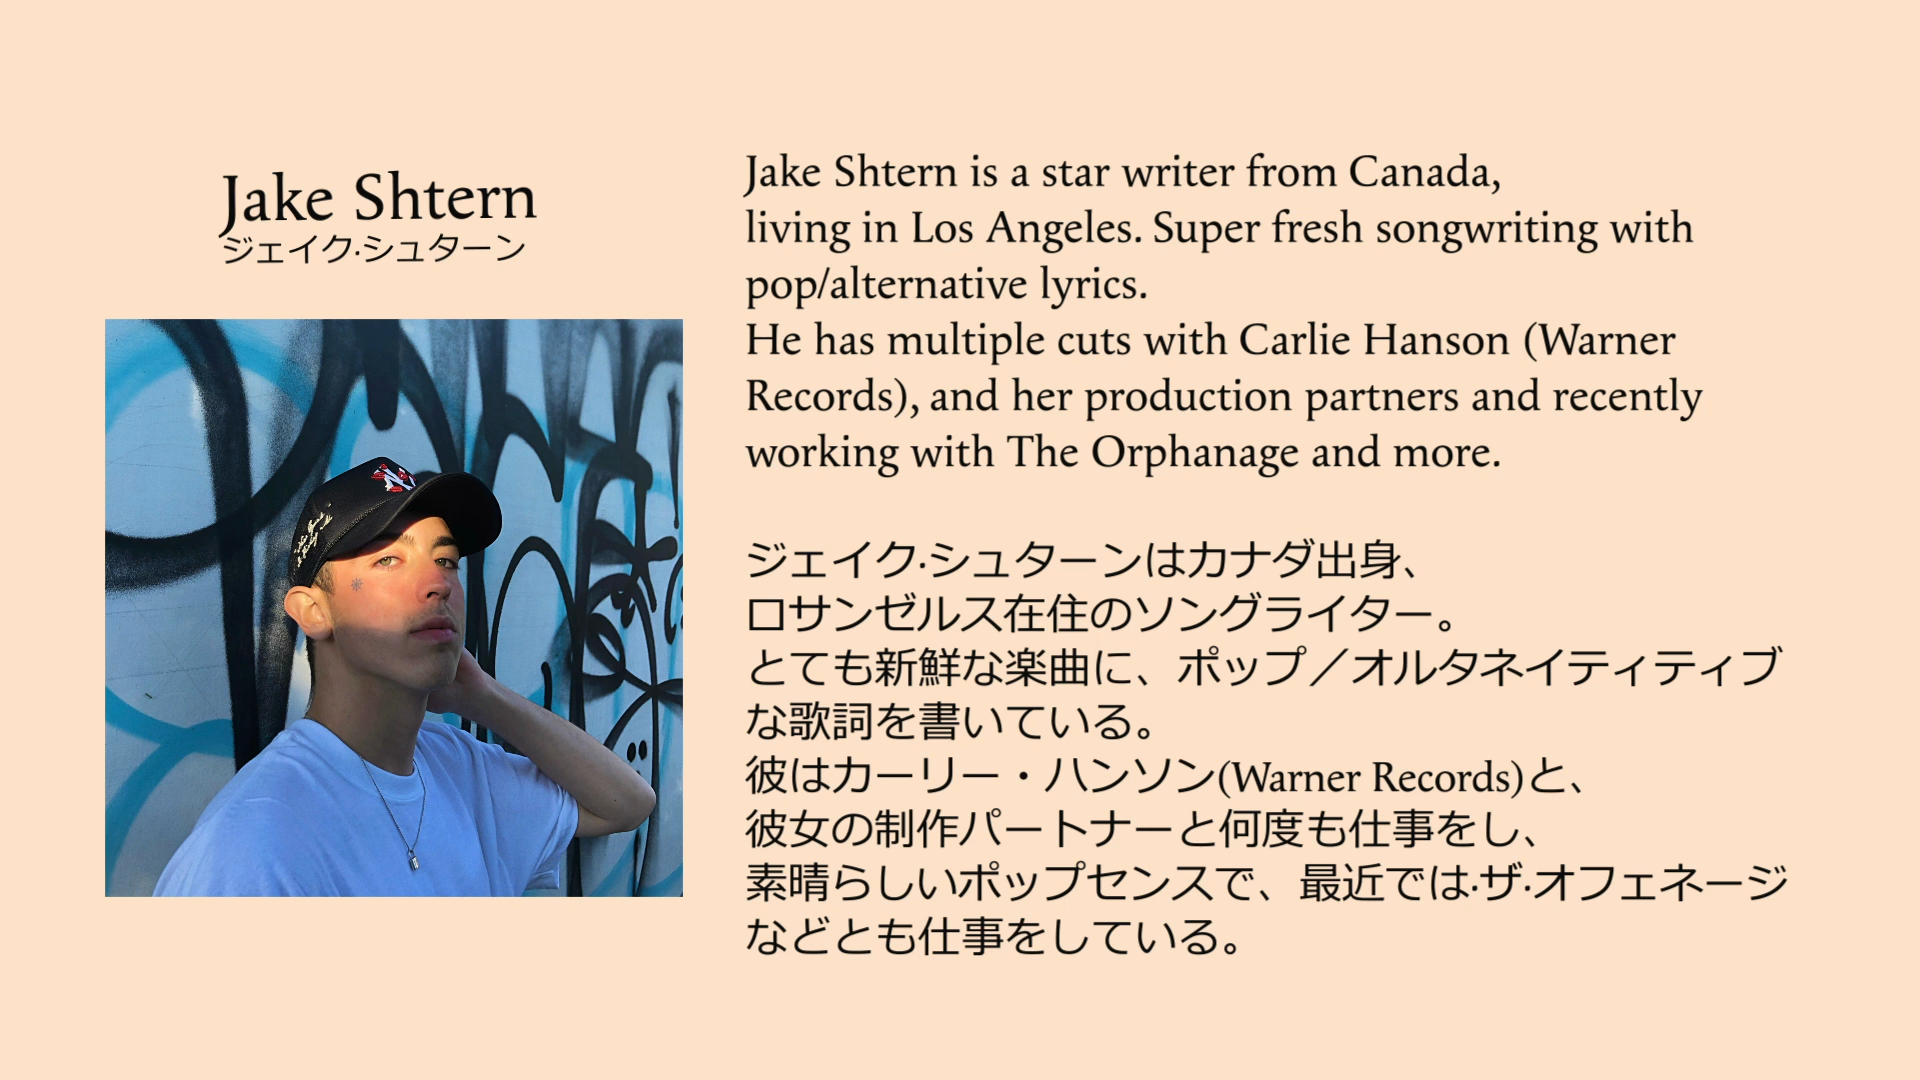 Jake Shtern
ジェイク·シュターン
Jake Shtern is a star writer from Canada,
living in Los Angeles. Super fresh songwriting with
pop/alternative lyrics.
He has multiple cuts with Carlie Hanson (Warner
Records), and her production partners and recently
working with The Orphanage and more.
ジェイク·シュターンはカナダ出身、
ロサンゼルス在住のソングライター。
とても新鮮な楽曲に、ポップ／オルタネイティティブ
な歌詞を書いている。
彼はカーリー・ハンソン(Warner Records)と、
彼女の制作パートナーと何度も仕事をし、
素晴らしいポップセンスで、最近では·ザ·オフェネージ
などとも仕事をしている。